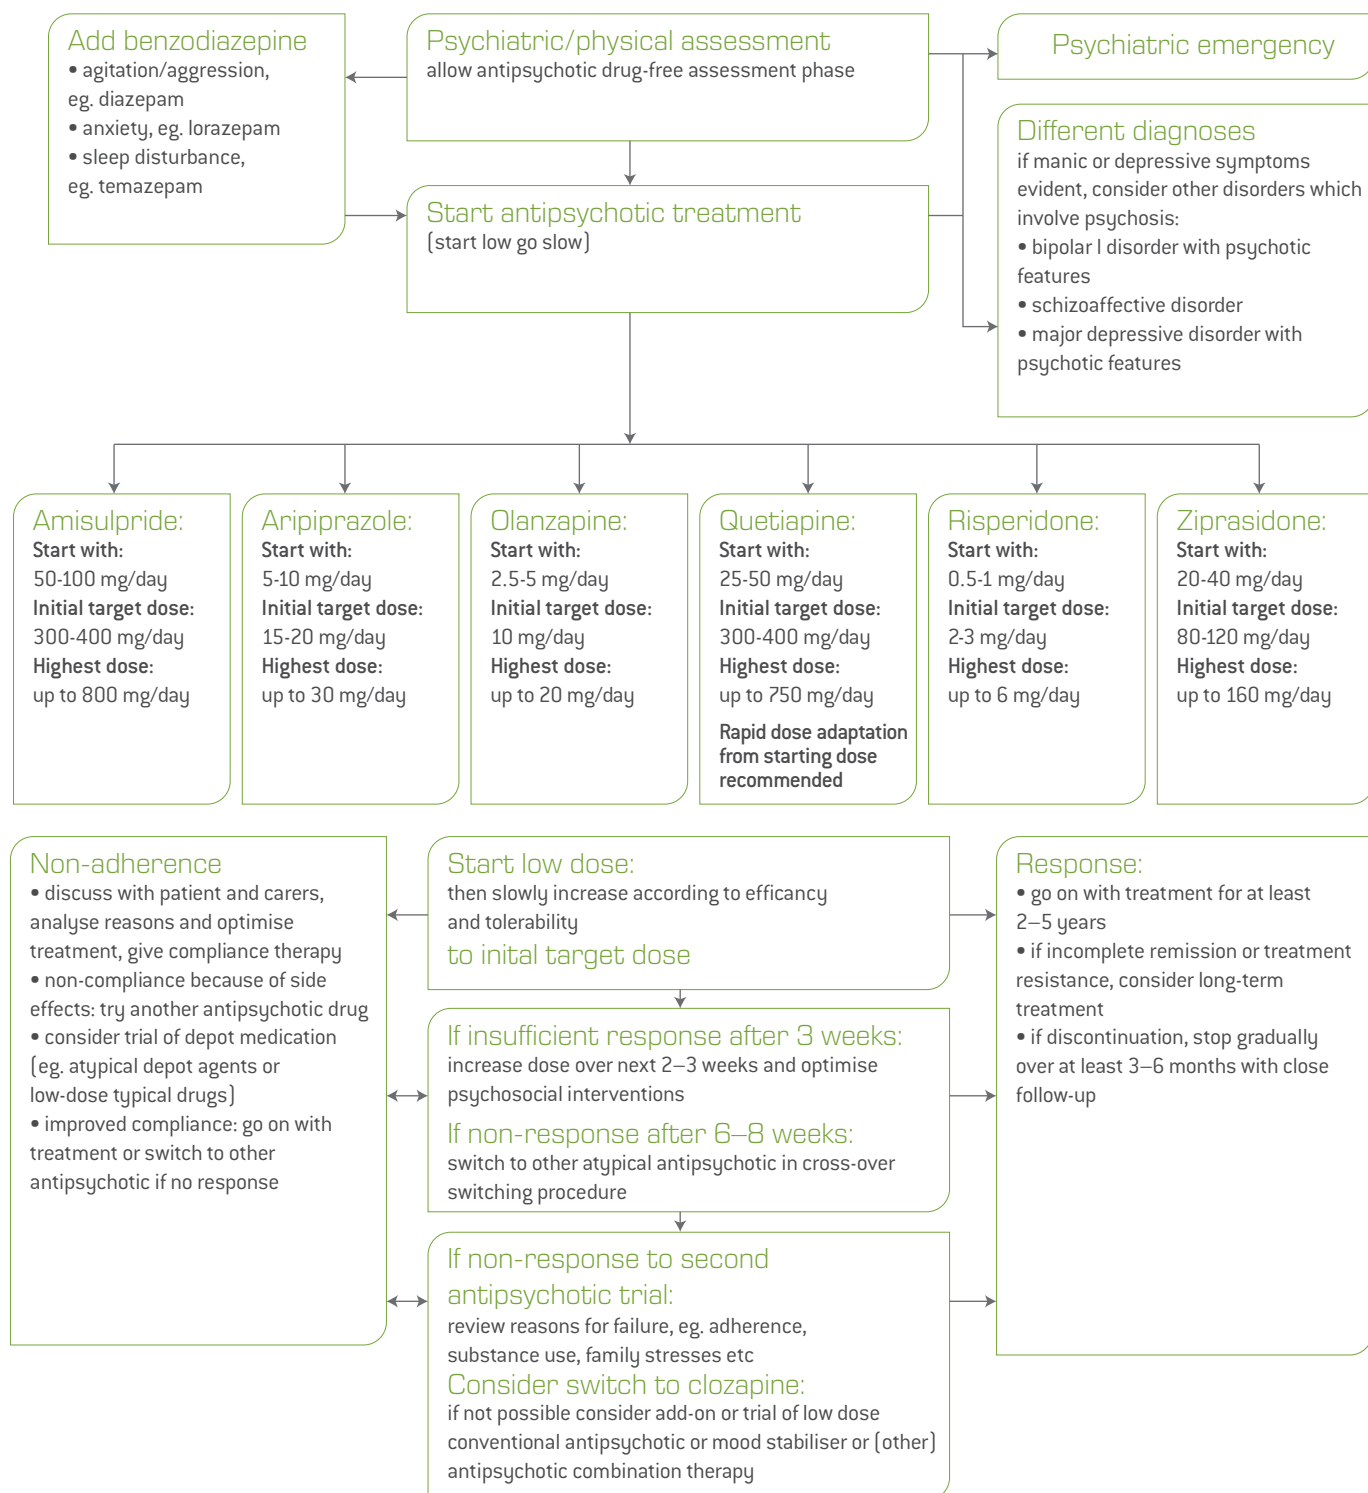 Add benzodiazepine
• agitation/aggression,
eg. diazepam
• anxiety, eg. lorazepam
• sleep disturbance,
eg. temazepam
Psychiatric/physical assessment
allow antipsychotic drug-free assessment phase
Psychiatric emergency
Different diagnoses
if manic or depressive symptoms
evident, consider other disorders which
involve psychosis:
• bipolar I disorder with psychotic
features
• schizoaffective disorder
• major depressive disorder with
psychotic features
Start antipsychotic treatment
(start low go slow)
Amisulpride:
Start with:
50-100 mg/day
Initial target dose:
300-400 mg/day
Highest dose:
up to 800 mg/day
Aripiprazole:
Start with:
5-10 mg/day
Initial target dose:
15-20 mg/day
Highest dose:
up to 30 mg/day
Olanzapine:
Start with:
2.5-5 mg/day
Initial target dose:
10 mg/day
Highest dose:
up to 20 mg/day
Quetiapine:
Start with:
25-50 mg/day
Initial target dose:
300-400 mg/day
Highest dose:
up to 750 mg/day
Rapid dose adaptation
from starting dose
recommended
Risperidone:
Start with:
0.5-1 mg/day
Initial target dose:
2-3 mg/day
Highest dose:
up to 6 mg/day
Ziprasidone:
Start with:
20-40 mg/day
Initial target dose:
80-120 mg/day
Highest dose:
up to 160 mg/day
Non-adherence
• discuss with patient and carers,
analyse reasons and optimise
treatment, give compliance therapy
• non-compliance because of side
effects: try another antipsychotic drug
• consider trial of depot medication
(eg. atypical depot agents or
low-dose typical drugs)
• improved compliance: go on with
treatment or switch to other
antipsychotic if no response
Start low dose:
then slowly increase according to efficancy
and tolerability
to inital target dose
If insufficient response after 3 weeks:
increase dose over next 2–3 weeks and optimise
psychosocial interventions
If non-response after 6–8 weeks:
switch to other atypical antipsychotic in cross-over
switching procedure
If non-response to second
antipsychotic trial:
review reasons for failure, eg. adherence,
substance use, family stresses etc
Consider switch to clozapine:
if not possible consider add-on or trial of low dose
conventional antipsychotic or mood stabiliser or (other)
antipsychotic combination therapy
Response:
• go on with treatment for at least
2–5 years
• if incomplete remission or treatment
resistance, consider long-term
treatment
• if discontinuation, stop gradually
over at least 3–6 months with close
follow-up